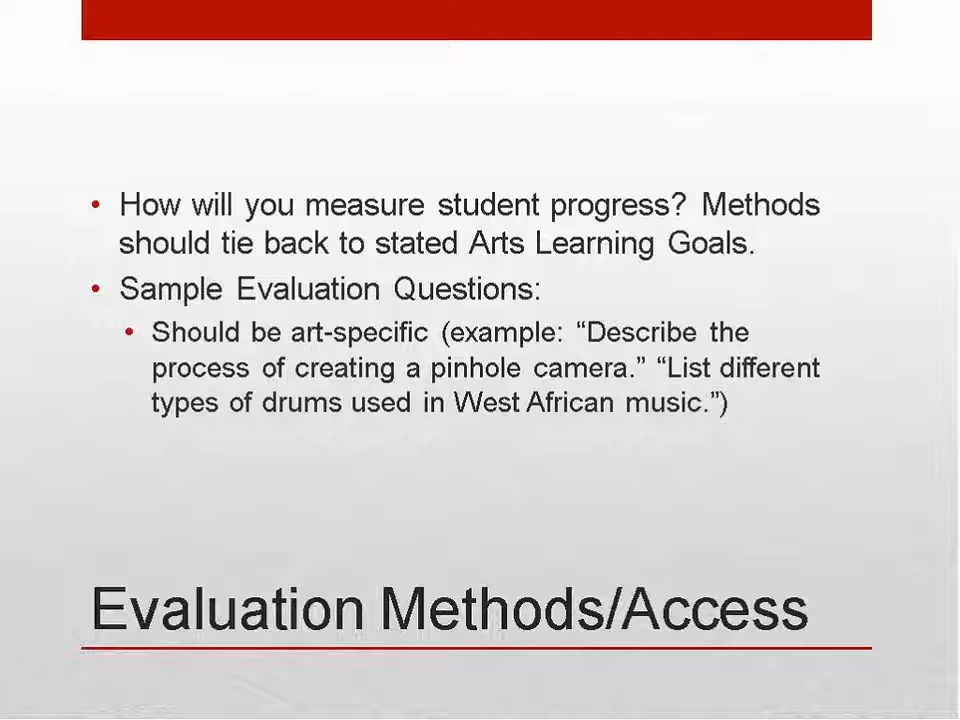 • How will you measure student progress? Methods
should tie back to stated Arts Learning Goals.
• Sample Evaluation Questions:
• Should be art-specific (example: “Describe the
process of creating a pinhole camera.” “List different
types of drums used in West African music.”)
Evaluation Methods/Access